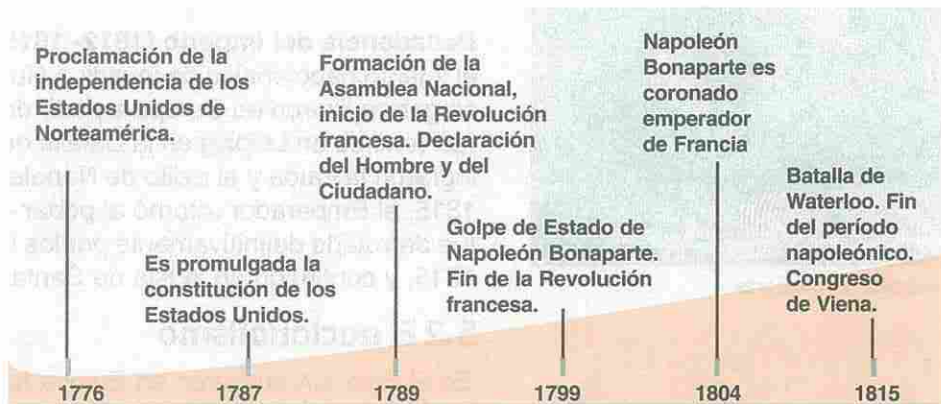 Proclamación de la
independencia de los
Estados Unidos de
Norteamérica.
Es promulgada la
constitución de los
Estados Unidos.
Formación de la
Asamblea Nacional,
inicio de la Revolución
francesa. Declaración
del Hombre y del
Ciudadano.
Golpe de Estado de
Napoleón Bonaparte.
Fin de la Revolución
francesa.
Napoleón
Bonaparte es
coronado
emperador
de Francia
Batalla de
Waterloo. Fin
del período
napoleónico.
Congreso
de Viena.
1776
1787
1789
1799
1804
1815